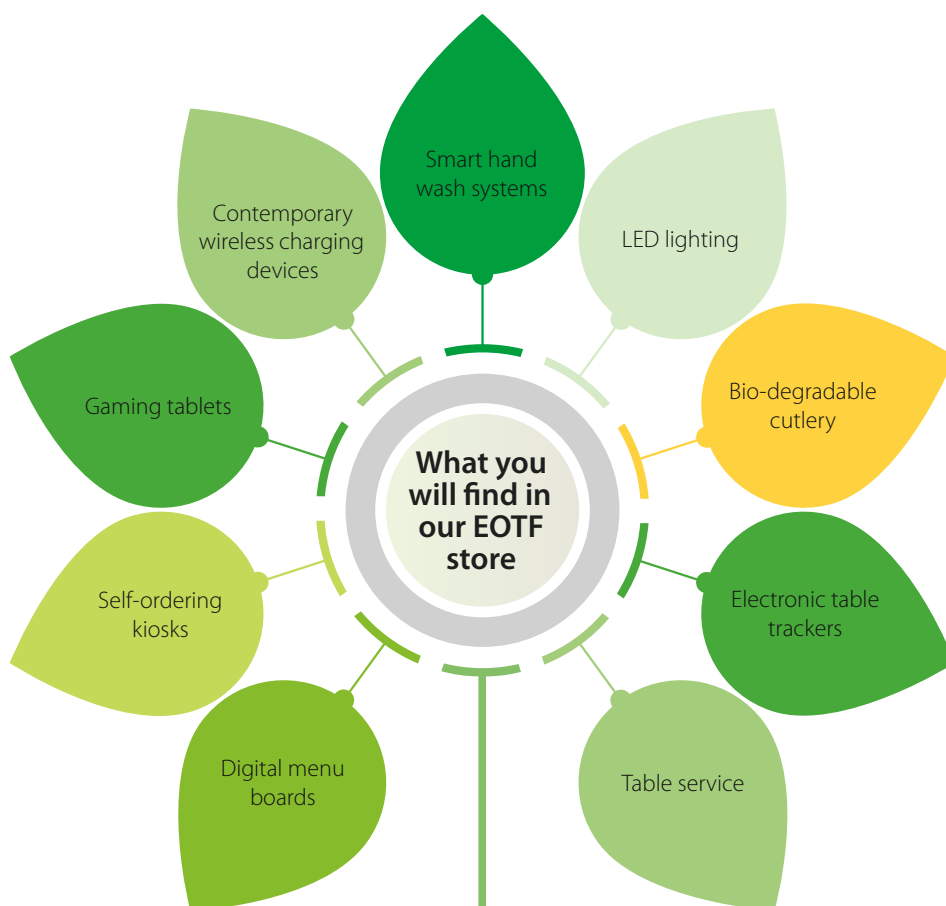 Smart hand
wash systems
LED lighting
Bio-degradable
cutlery
Electronic table
trackers
Table service
Digital menu
boards
Self-ordering
kiosks
Gaming tablets
Contemporary
wireless charging
devices
What you
will find in
our EOTF
store